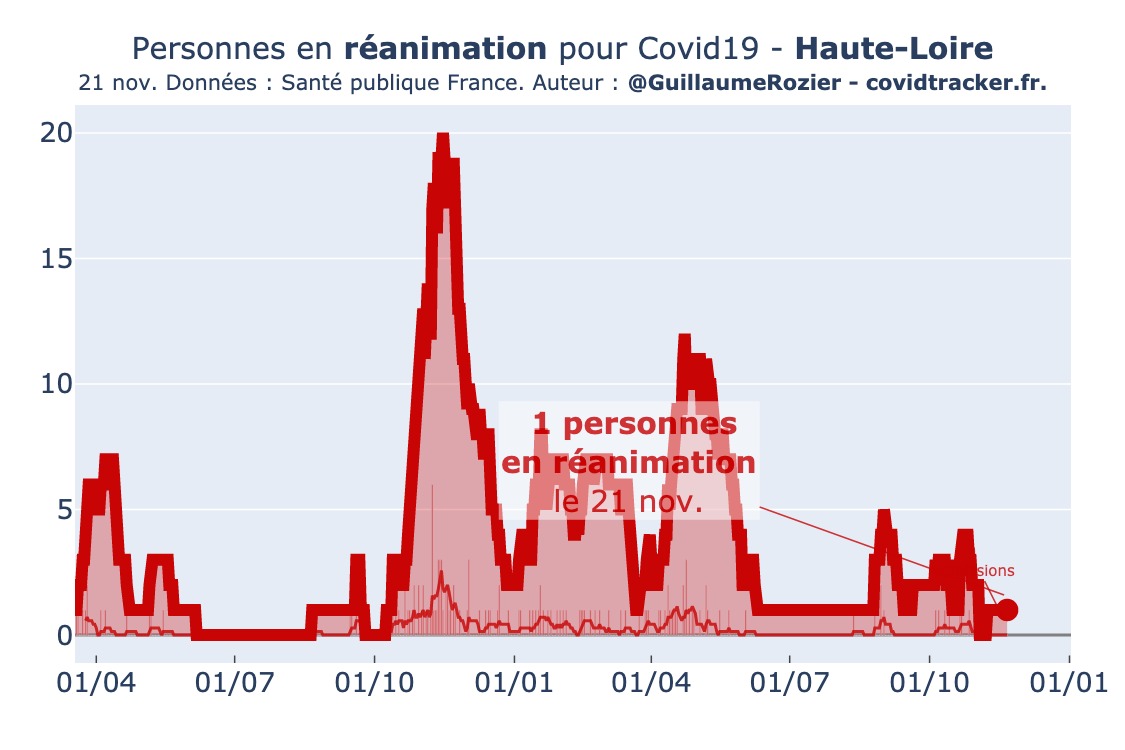 Personnes en réanimation pour Covid19 - Haute-Loire
21 nov. Données : Santé publique France. Auteur : @GuillaumeRozier - covidtracker.fr.
20
15
10
1 personnes
en réanimation
le 21 nov.
5
0
01/04 01/07 01/10 01/01 01/04 01/07 01/10 01/01